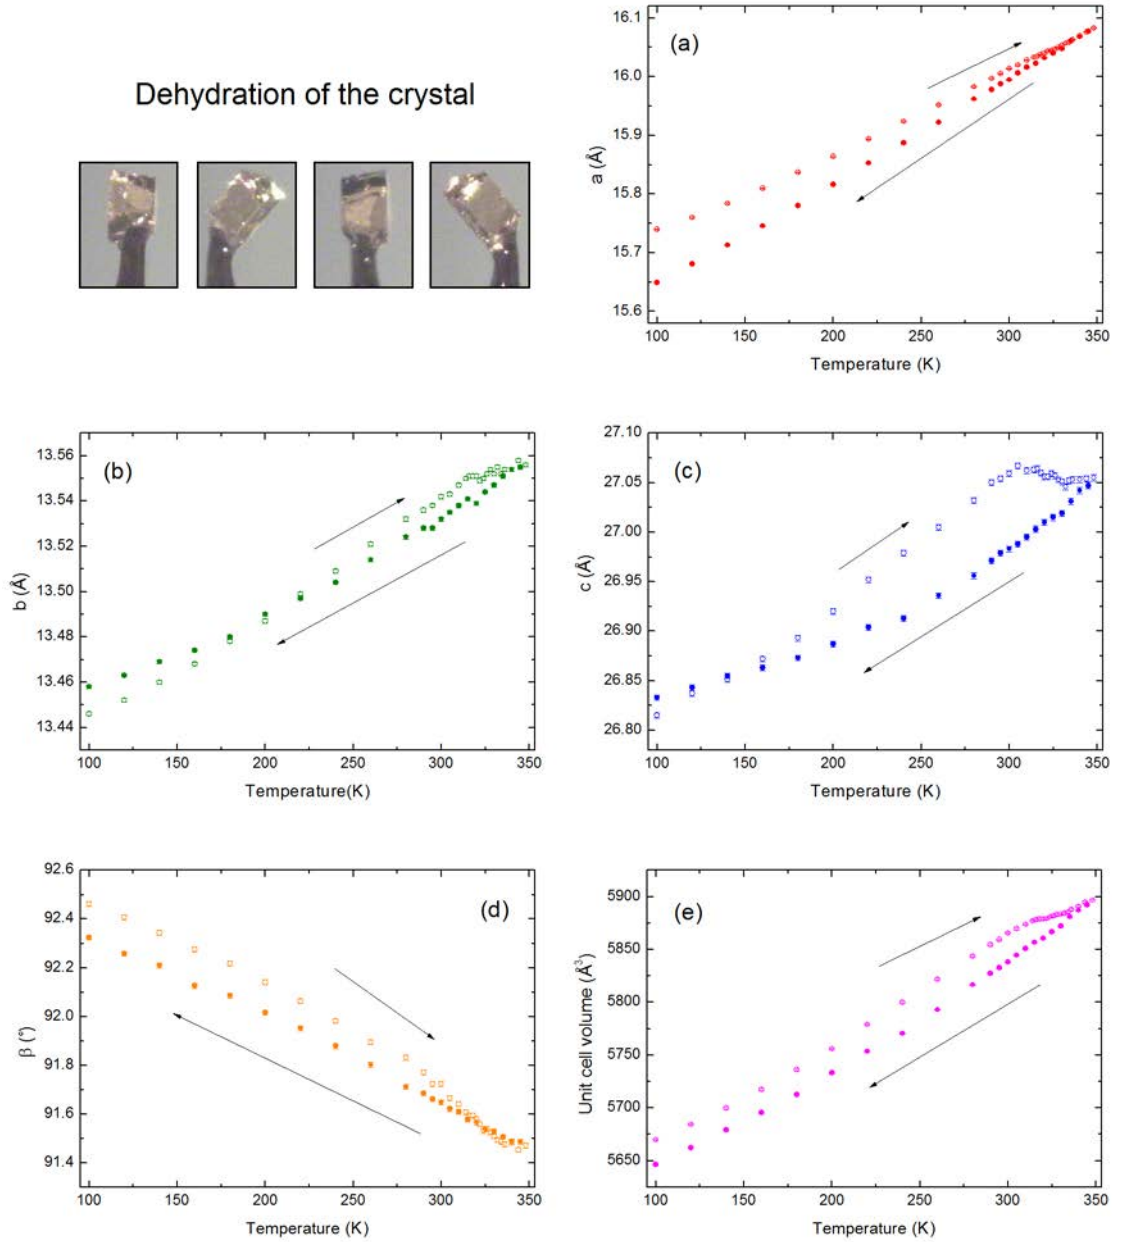 Dehydration of the crystal
(a)
a (Å)
16.1
16.0
15.9
15.8
15.7
15.6
100 150 200 250 300 350
Temperature (K)
(b)
b (Å)
13.56
13.54
13.52
13.50
13.48
13.46
13.44
100 150 200 250 300 350
Temperature(K)
(c)
c (Å)
27.10
27.05
27.00
26.95
26.90
26.85
26.80
100 150 200 250 300 350
Temperature (K)
(d)
β (°)
92.6
92.4
92.2
92.0
91.8
91.6
91.4
100 150 200 250 300 350
Temperature (K)
(e)
Unit cell volume (Å³)
5900
5850
5800
5750
5700
5650
100 150 200 250 300 350
Temperature (K)